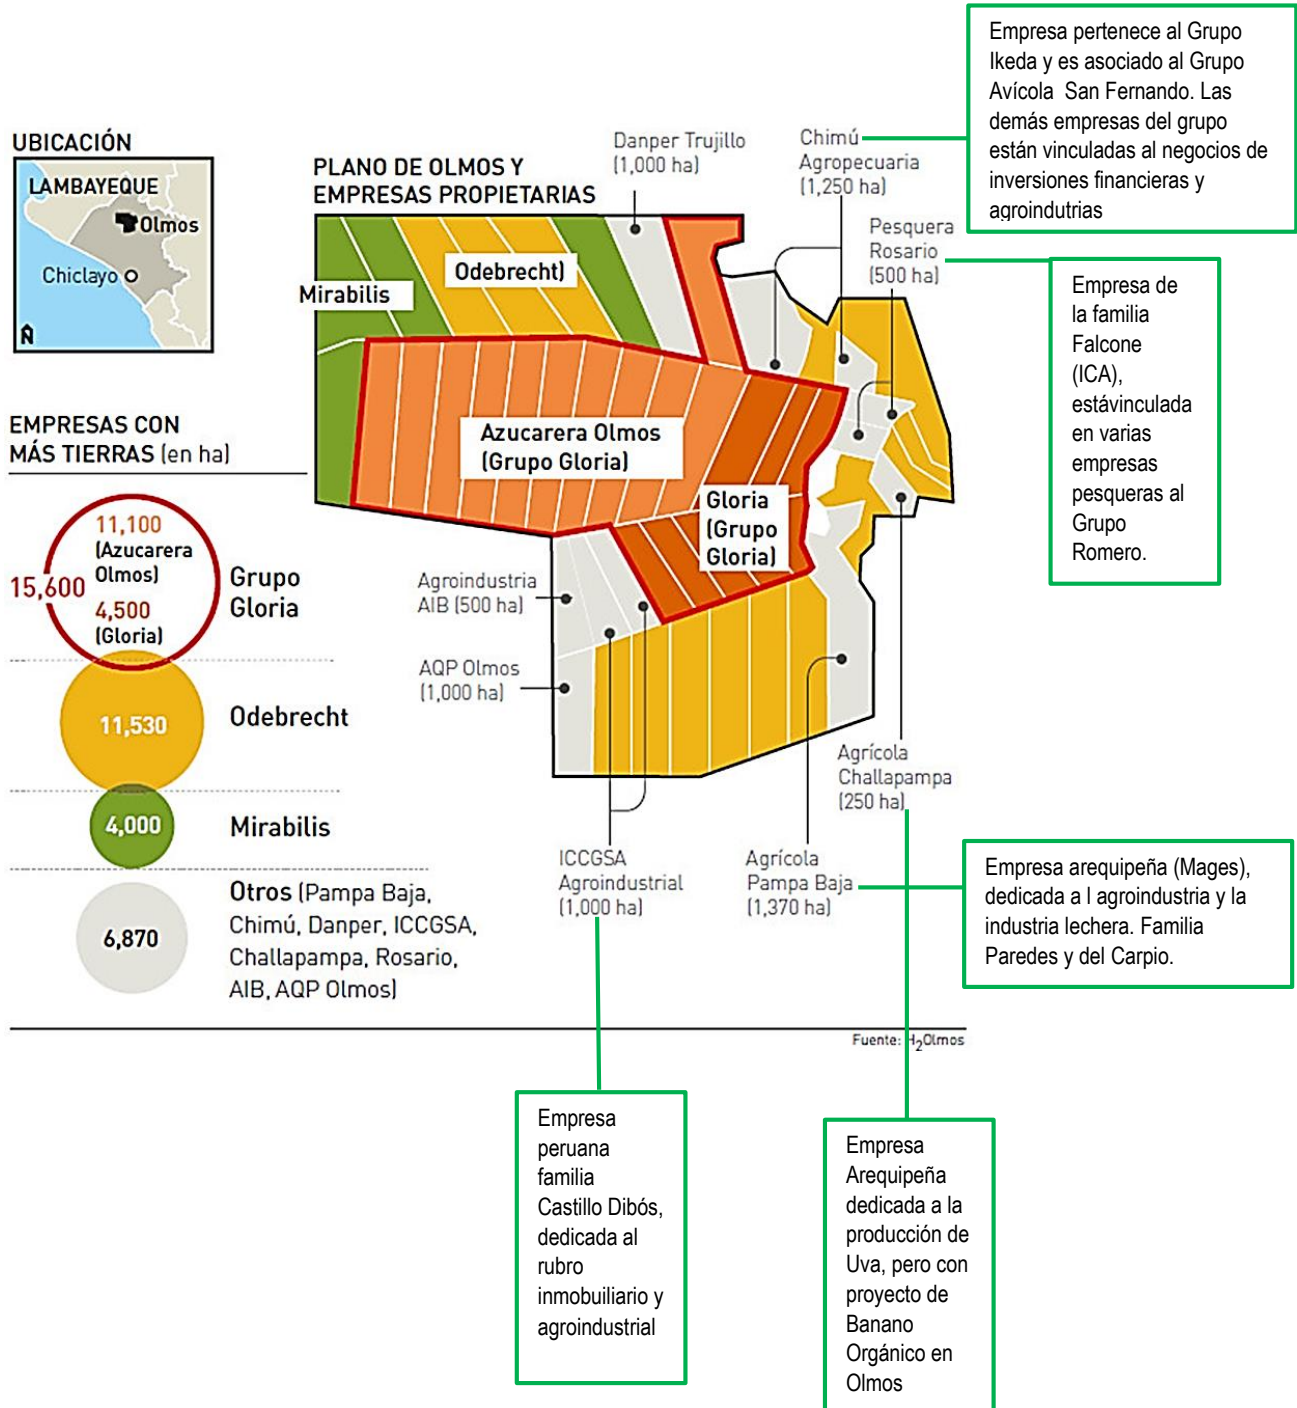 Empresa pertenece al Grupo
Ikeda y es asociado al Grupo
Avícola San Fernando. Las
demás empresas del grupo
están vinculadas al negocios de
inversiones financieras y
agroindutrias
UBICACIÓN
LAMBAYEQUE
Olmos
Chiclayo
N
PLANO DE OLMOS Y
EMPRESAS PROPIETARIAS
Danper Trujillo
(1,000 ha)
Chimú
Agropecuaria
(1,250 ha)
Pesquera
Rosario
(500 ha)
Empresa de
la familia
Falcone
(ICA),
estávinculada
en varias
empresas
pesqueras al
Grupo
Romero.
Mirabilis
Odebrecht)
Azucarera Olmos
(Grupo Gloria)
Gloria
(Grupo
Gloria)
EMPRESAS CON
MÁS TIERRAS (en ha)
15,600
11,100
(Azucarera
Olmos)
4,500
(Gloria)
Grupo
Gloria
11,530
Odebrecht
4,000
Mirabilis
6,870
Otros (Pampa Baja,
Chimú, Danper, ICCGSA,
Challapampa, Rosario,
AIB, AQP Olmos)
Agroindustria
AIB (500 ha)
AQP Olmos
(1,000 ha)
ICCGSA
Agroindustrial
(1,000 ha)
Agrícola
Pampa Baja
(1,370 ha)
Agrícola
Challapampa
(250 ha)
Empresa arequipeña (Mages),
dedicada a l agroindustria y la
industria lechera. Familia
Paredes y del Carpio.
Fuente: H2Olmos
Empresa
peruana
familia
Castillo Dibós,
dedicada al
rubro
inmobuiliario y
agroindustrial
Empresa
Arequipeña
dedicada a la
producción de
Uva, pero con
proyecto de
Banano
Orgánico en
Olmos